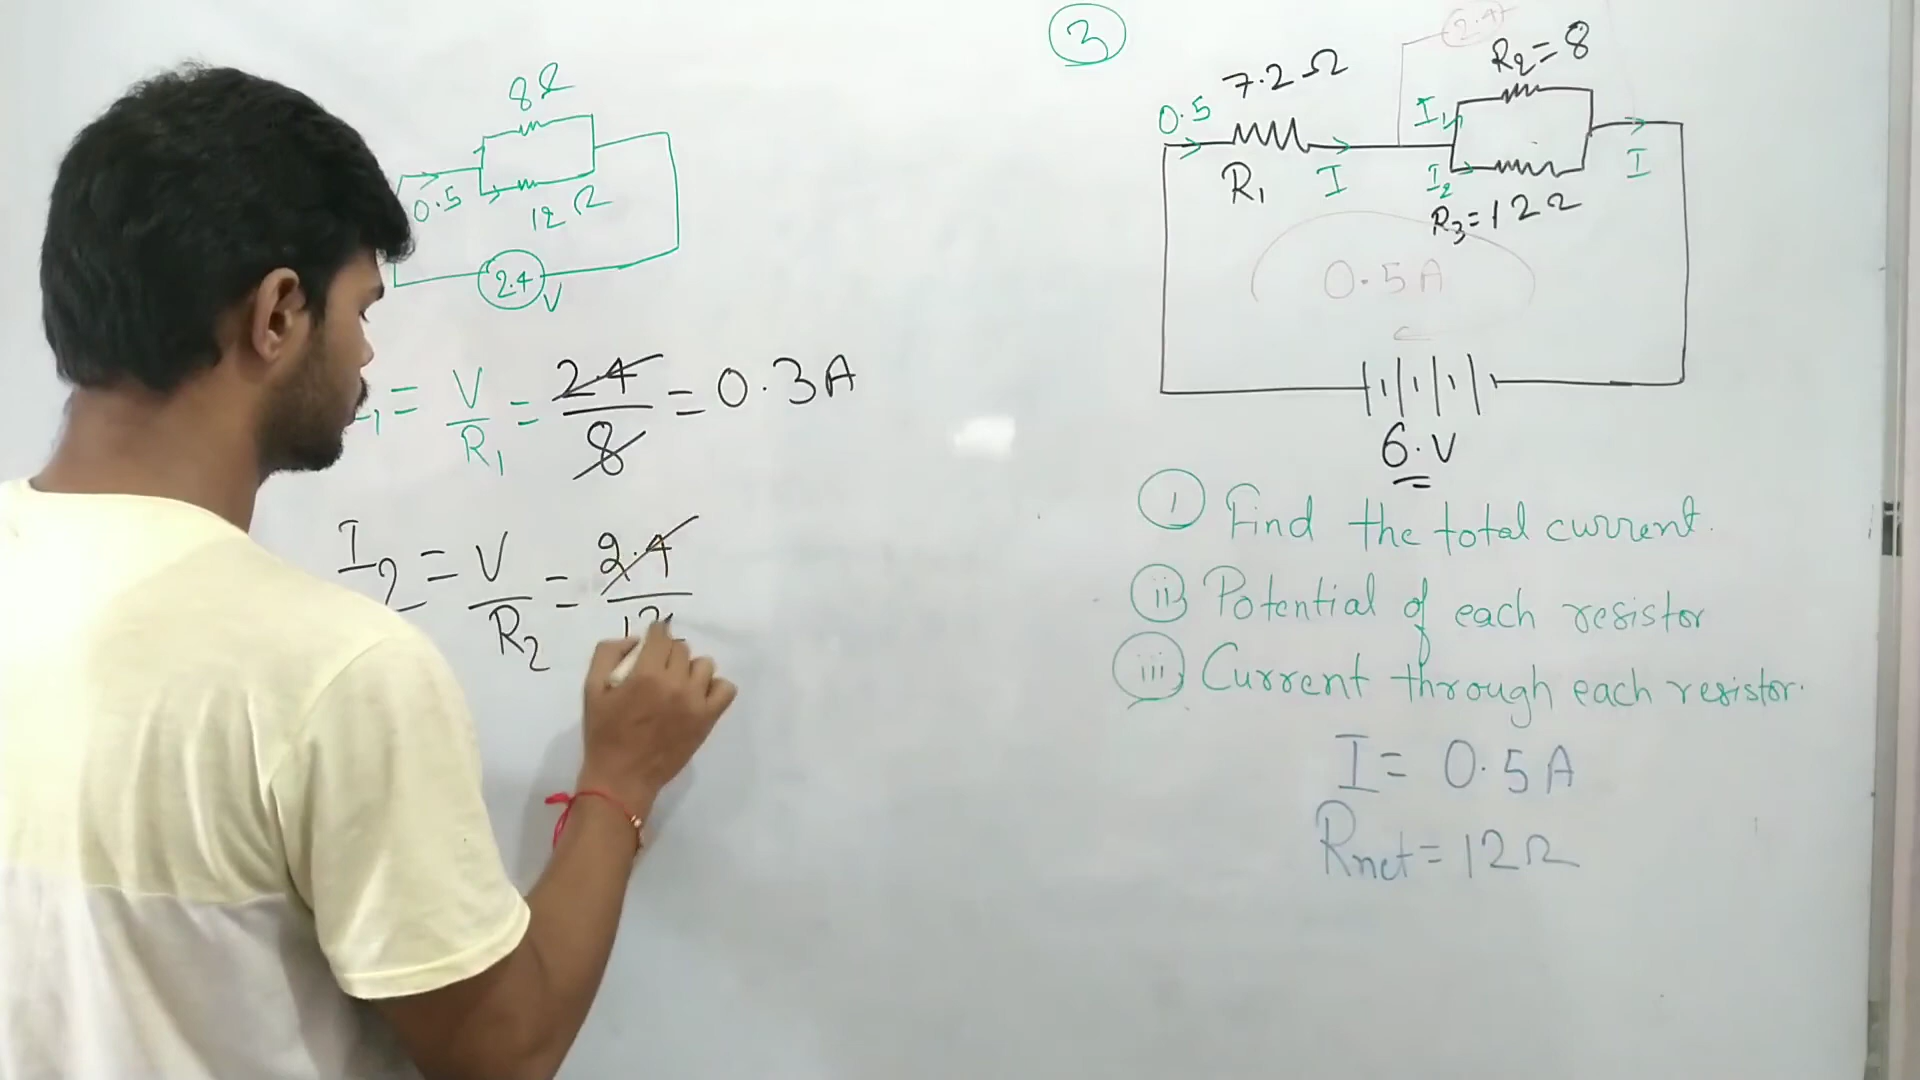 8Ω
0.5
12Ω
2.4
V
I₁ = V/R₁ = 2.4/8 = 0.3A
I₂ = V/R₂ = 2.4/12
3
2.4
7.2Ω
R₂=8
0.5
I₁
R₁
I
I₂
I
R₃=12Ω
0.5A
6.V
i Find the total current.
ii Potential of each resistor
iii Current through each resistor.
I = 0.5A
Rnet = 12Ω